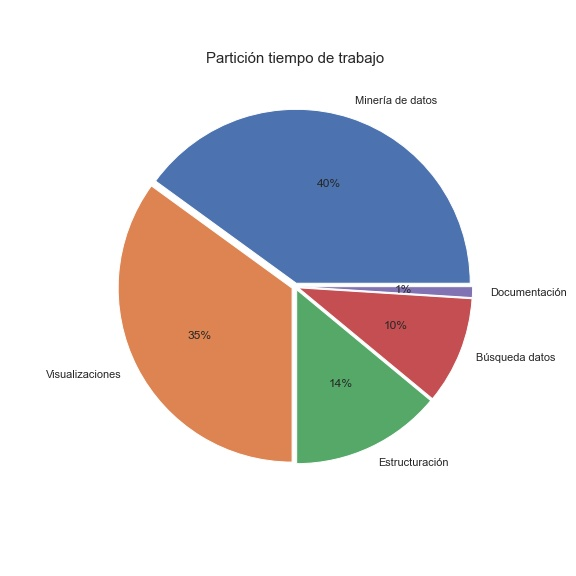 Partición tiempo de trabajo
Minería de datos
40%
1%
Documentación
10%
35%
Búsqueda datos
Visualizaciones
14%
Estructuración